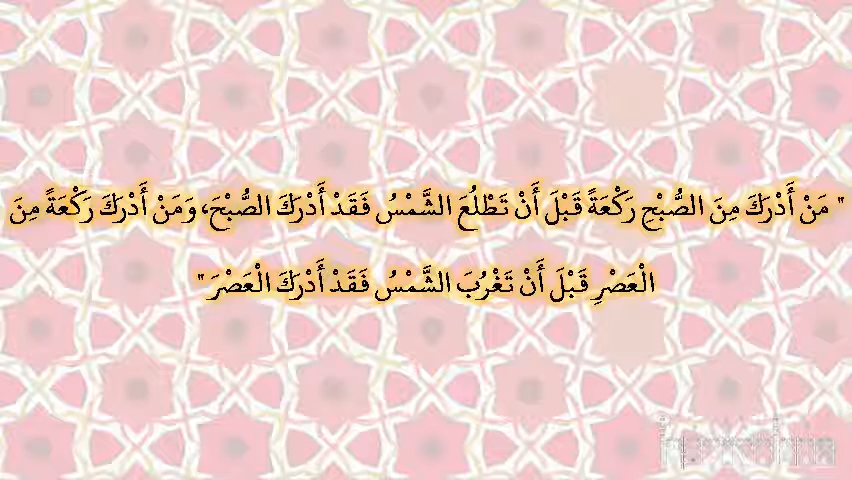 " مَنْ أَدْرَكَ مِنَ الصُّبْحِ رَكْعَةً قَبْلَ أَنْ تَطْلُعَ الشَّمْسُ فَقَدْ أَدْرَكَ الصُّبْحَ، وَمَنْ أَدْرَكَ رَكْعَةً مِنَ
الْعَصْرِ قَبْلَ أَنْ تَغْرُبَ الشَّمْسُ فَقَدْ أَدْرَكَ الْعَصْرَ "